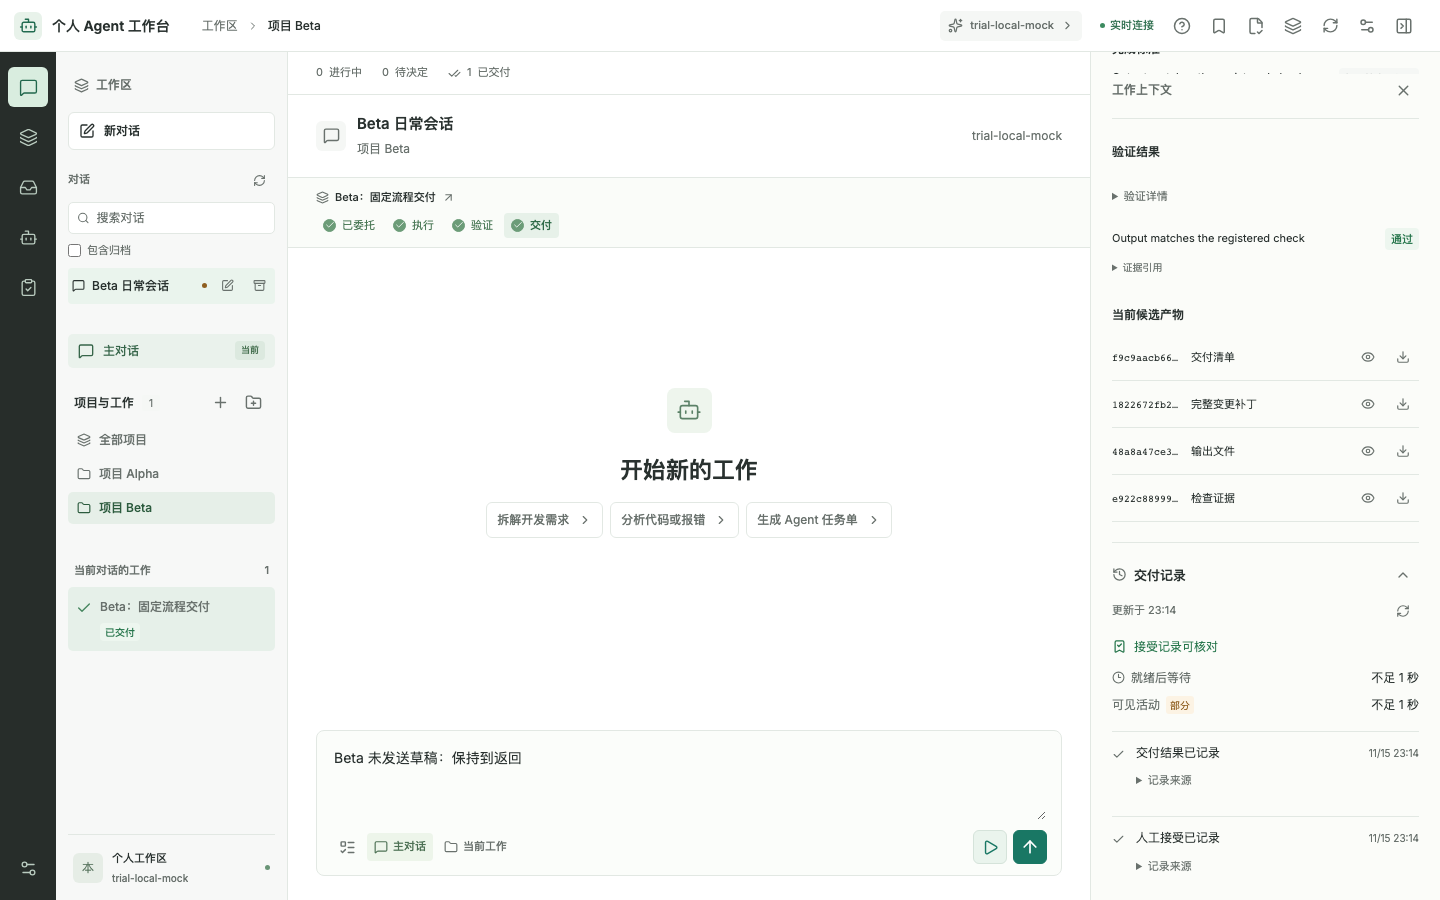 个人 Agent 工作台
工作区
项目 Beta
trial-local-mock
实时连接
工作区
新对话
对话
搜索对话
包含归档
Beta 日常会话
主对话
当前
项目与工作 1
全部项目
项目 Alpha
项目 Beta
当前对话的工作 1
Beta：固定流程交付
已交付
本
个人工作区
trial-local-mock
0 进行中 0 待决定 1 已交付
Beta 日常会话
项目 Beta
trial-local-mock
Beta：固定流程交付
已委托 执行 验证 交付
开始新的工作
拆解开发需求
分析代码或报错
生成 Agent 任务单
Beta 未发送草稿：保持到返回
主对话
当前工作
工作上下文
验证结果
验证详情
Output matches the registered check 通过
证据引用
当前候选产物
f9c9aacb66… 交付清单
1822672fb2… 完整变更补丁
48a8a47ce3… 输出文件
e922c88999… 检查证据
交付记录
更新于 23:14
接受记录可核对
就绪后等待 不足 1 秒
可见活动 部分 不足 1 秒
交付结果已记录 11/15 23:14
记录来源
人工接受已记录 11/15 23:14
记录来源